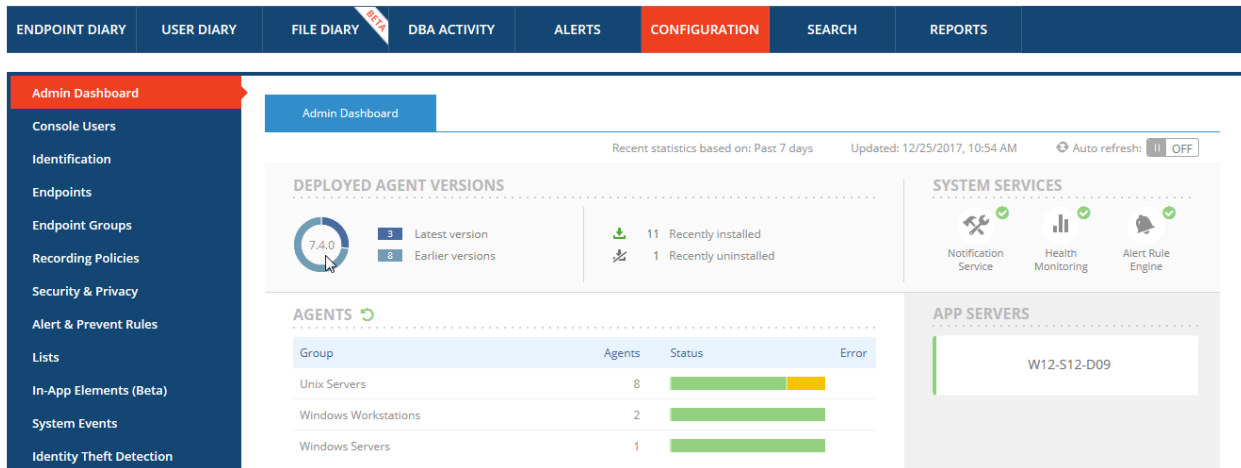 ENDPOINT DIARY USER DIARY FILE DIARY BETA DBA ACTIVITY ALERTS CONFIGURATION SEARCH REPORTS
Admin Dashboard
Console Users
Identification
Endpoints
Endpoint Groups
Recording Policies
Security & Privacy
Alert & Prevent Rules
Lists
In-App Elements (Beta)
System Events
Identity Theft Detection
Admin Dashboard
Recent statistics based on: Past 7 days Updated: 12/25/2017, 10:54 AM Auto refresh: OFF
DEPLOYED AGENT VERSIONS
7.4.0
3 Latest version
8 Earlier versions
11 Recently installed
1 Recently uninstalled
SYSTEM SERVICES
Notification Service
Health Monitoring
Alert Rule Engine
AGENTS
Group Agents Status Error
Unix Servers 8
Windows Workstations 2
Windows Servers 1
APP SERVERS
W12-S12-D09